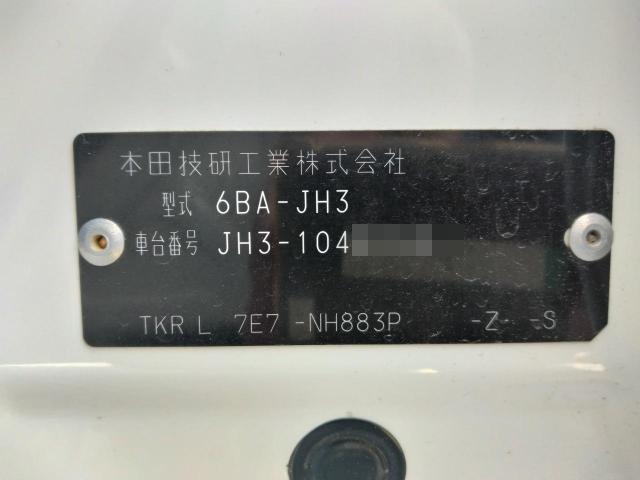 本田技研工業株式会社
型式 6BA-JH3
車台番号 JH3-104
TKR L 7E7 -NH883P -Z -S